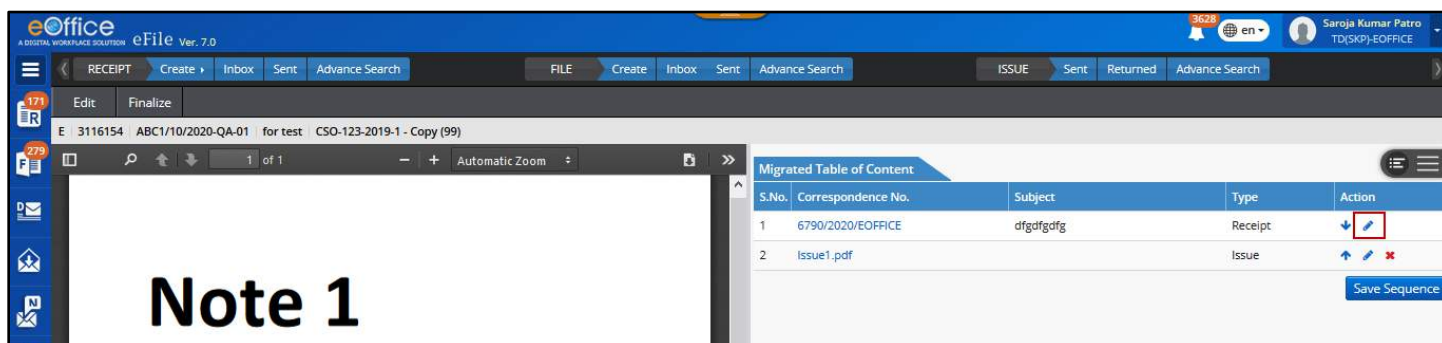 eOffice
A DIGITAL WORKPLACE SOLUTION eFile Ver. 7.0
3628
en
Saroja Kumar Patro
TD(SKP)-EOFFICE
RECEIPT Create Inbox Sent Advance Search FILE Create Inbox Sent Advance Search ISSUE Sent Returned Advance Search
171
R
Edit Finalize
E 3116154 ABC1/10/2020-QA-01 for test CSO-123-2019-1 - Copy (99)
279
F
1 of 1 Automatic Zoom
Migrated Table of Content
S.No. Correspondence No. Subject Type Action
1 6790/2020/EOFFICE dfgdfgdfg Receipt
2 Issue1.pdf Issue
Save Sequence
D
N
Note 1